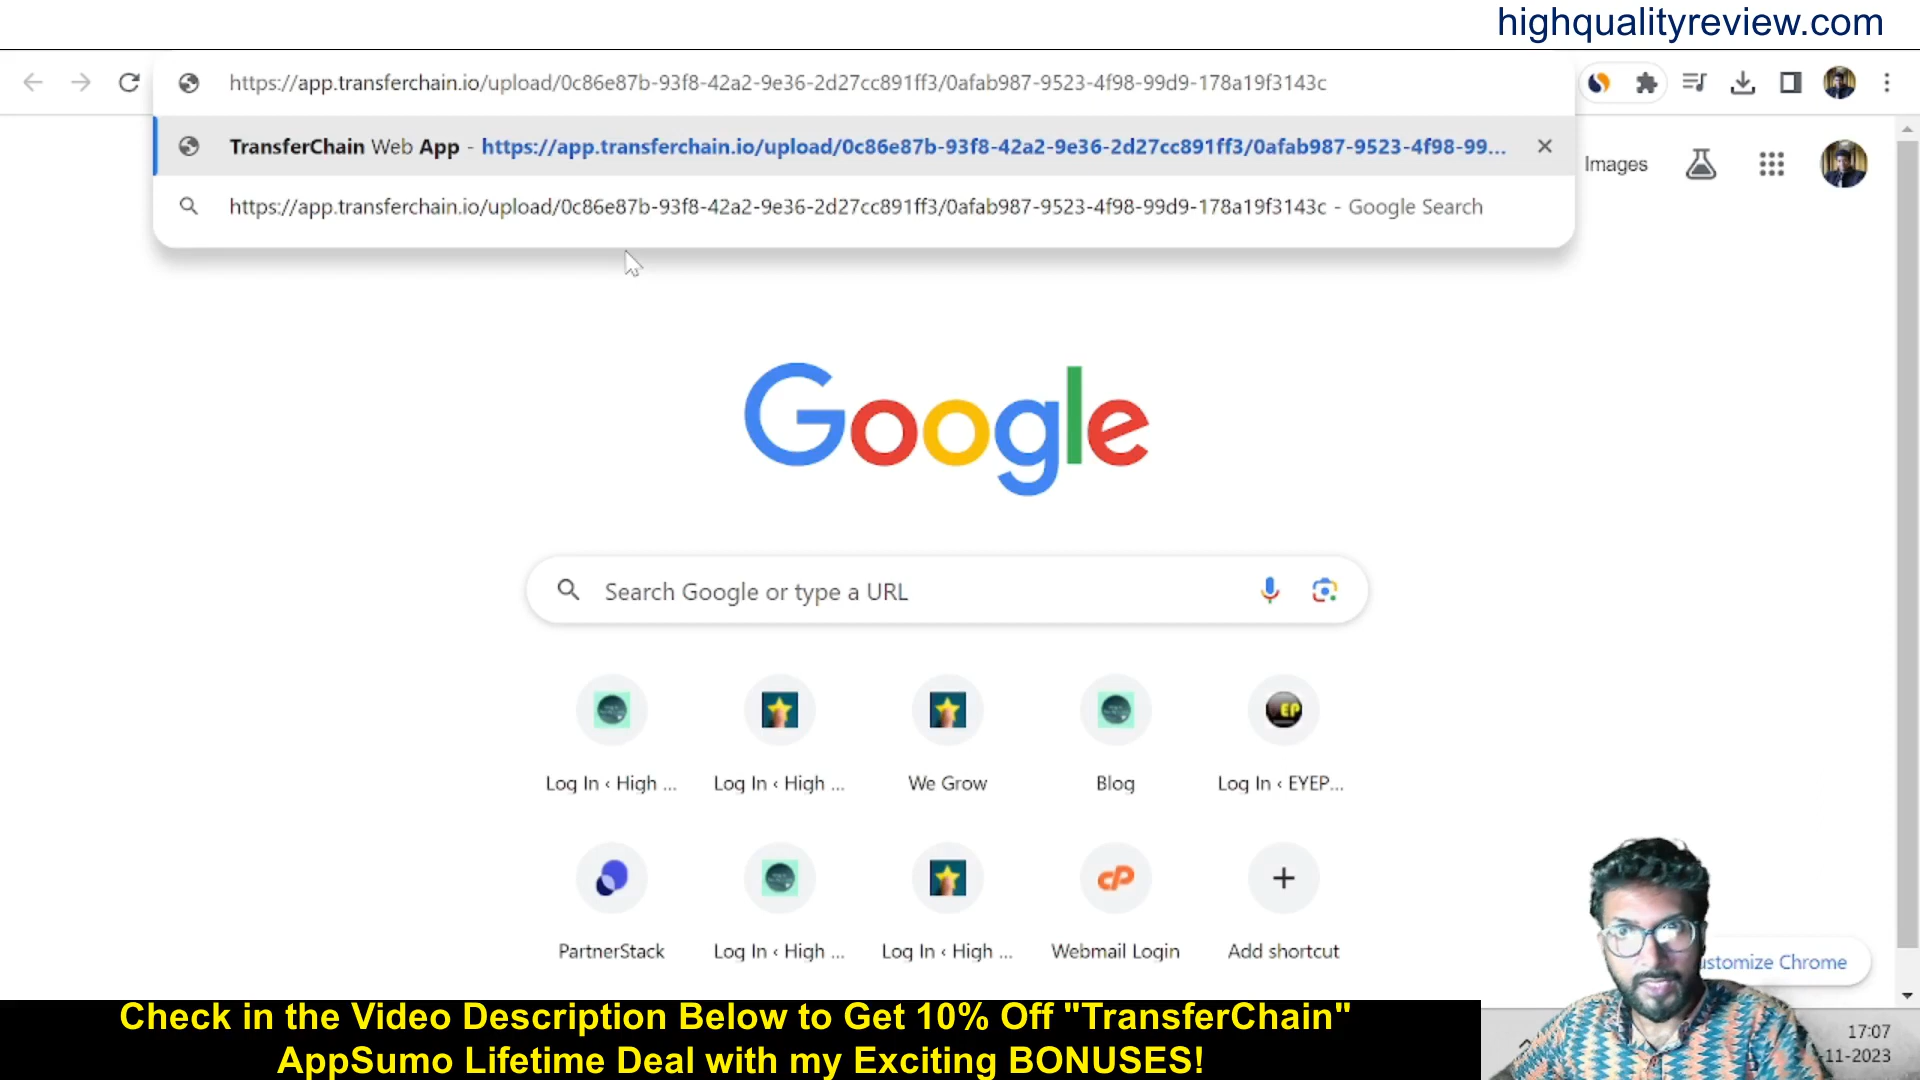 highqualityreview.com
https://app.transferchain.io/upload/0c86e87b-93f8-42a2-9e36-2d27cc891ff3/0afab987-9523-4f98-99d9-178a19f3143c
TransferChain Web App - https://app.transferchain.io/upload/0c86e87b-93f8-42a2-9e36-2d27cc891ff3/0afab987-9523-4f98-99...
https://app.transferchain.io/upload/0c86e87b-93f8-42a2-9e36-2d27cc891ff3/0afab987-9523-4f98-99d9-178a19f3143c - Google Search
Images
Google
Search Google or type a URL
EP
Log In ‹ High ... Log In ‹ High ... We Grow Blog Log In ‹ EYEP...
cP
PartnerStack Log In ‹ High ... Log In ‹ High ... Webmail Login Add shortcut
ustomize Chrome
Check in the Video Description Below to Get 10% Off "TransferChain"
AppSumo Lifetime Deal with my Exciting BONUSES!
17:07
-11-2023